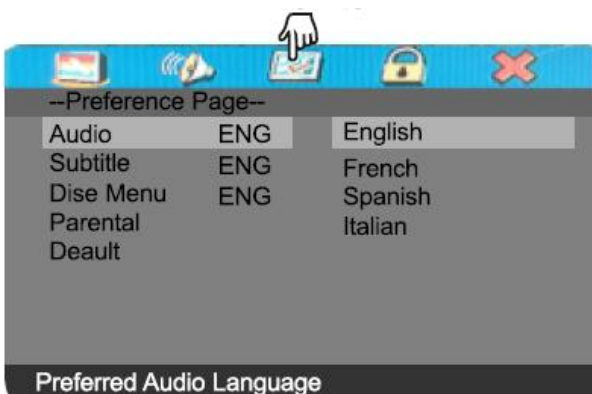 --Preference Page--
Audio ENG English
Subtitle ENG French
Dise Menu ENG Spanish
Parental Italian
Deault
Preferred Audio Language